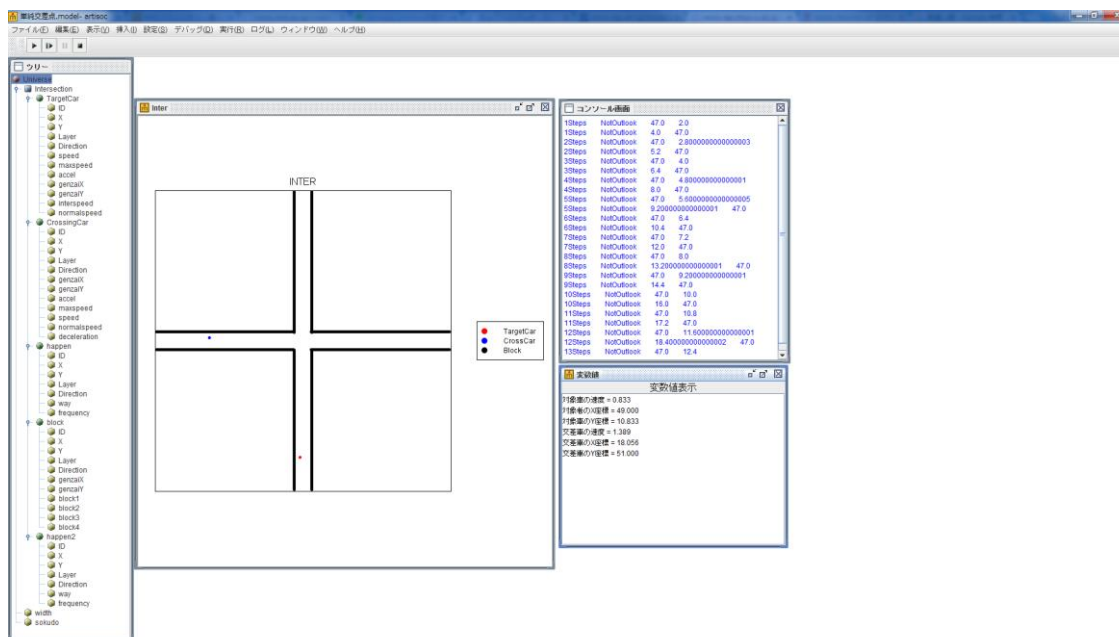 単純交差点.model- artisoc
ファイル(F) 編集(E) 表示(V) 挿入(I) 設定(S) デバッグ(D) 実行(R) ログ(L) ウィンドウ(W) ヘルプ(H)
ツリー
Universe
Intersection
TargetCar
ID
X
Y
Layer
Direction
speed
maxspeed
accel
genzaiX
genzaiY
interspeed
normalspeed
CrossingCar
ID
X
Y
Layer
Direction
genzaiX
genzaiY
accel
maxspeed
speed
normalspeed
deceleration
happen
ID
X
Y
Layer
Direction
way
frequency
block
ID
X
Y
Layer
Direction
genzaiX
genzaiY
block1
block2
block3
block4
happen2
ID
X
Y
Layer
Direction
way
frequency
width
sokudo
Inter
INTER
TargetCar
CrossCar
Block
コンソール画面
1Steps NotOutlook 47.0 2.0
1Steps NotOutlook 4.0 47.0
2Steps NotOutlook 47.0 2.8000000000000003
2Steps NotOutlook 5.2 47.0
3Steps NotOutlook 47.0 4.0
3Steps NotOutlook 6.4 47.0
4Steps NotOutlook 47.0 4.800000000000001
4Steps NotOutlook 8.0 47.0
5Steps NotOutlook 47.0 5.6000000000000005
5Steps NotOutlook 9.200000000000001 47.0
6Steps NotOutlook 47.0 6.4
6Steps NotOutlook 10.4 47.0
7Steps NotOutlook 47.0 7.2
7Steps NotOutlook 12.0 47.0
8Steps NotOutlook 47.0 8.0
8Steps NotOutlook 13.200000000000001 47.0
9Steps NotOutlook 47.0 9.200000000000001
9Steps NotOutlook 14.4 47.0
10Steps NotOutlook 47.0 10.0
10Steps NotOutlook 16.0 47.0
11Steps NotOutlook 47.0 10.8
11Steps NotOutlook 17.2 47.0
12Steps NotOutlook 47.0 11.600000000000001
12Steps NotOutlook 18.400000000000002 47.0
13Steps NotOutlook 47.0 12.4
変数値
変数値表示
対象車の速度 = 0.833
対象者のX座標 = 49.000
対象車のY座標 = 10.833
交差車の速度 = 1.389
交差車のX座標 = 18.056
交差車のY座標 = 51.000